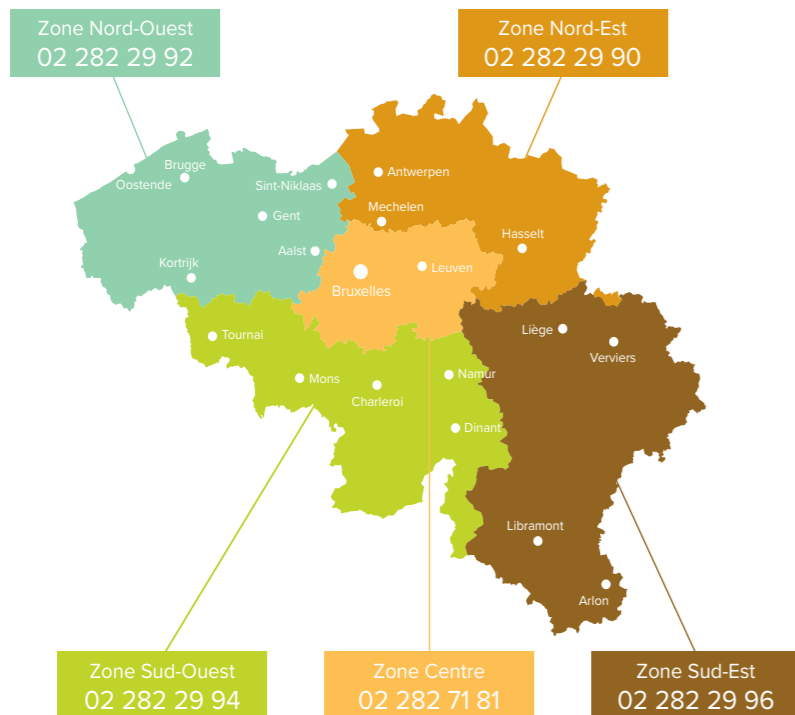 Zone Nord-Ouest
02 282 29 92
Zone Nord-Est
02 282 29 90
Brugge
Oostende
Sint-Niklaas
Antwerpen
Gent
Mechelen
Aalst
Hasselt
Kortrijk
Leuven
Bruxelles
Tournai
Liège
Verviers
Mons
Namur
Charleroi
Dinant
Libramont
Arlon
Zone Sud-Ouest
02 282 29 94
Zone Centre
02 282 71 81
Zone Sud-Est
02 282 29 96